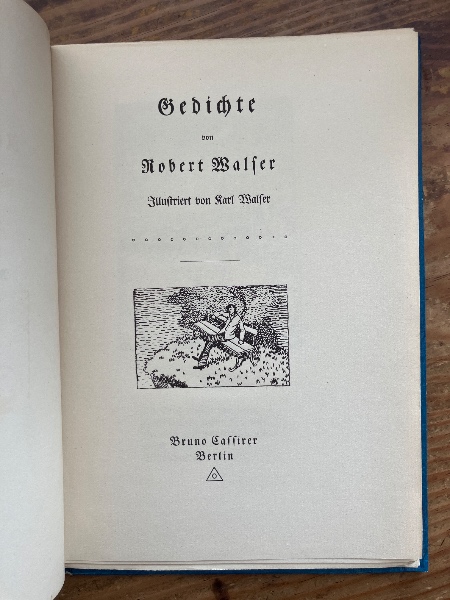 Gedichte
von
Robert Walſer
Illuſtriert von Karl Walſer
Bruno Caſſirer
Berlin